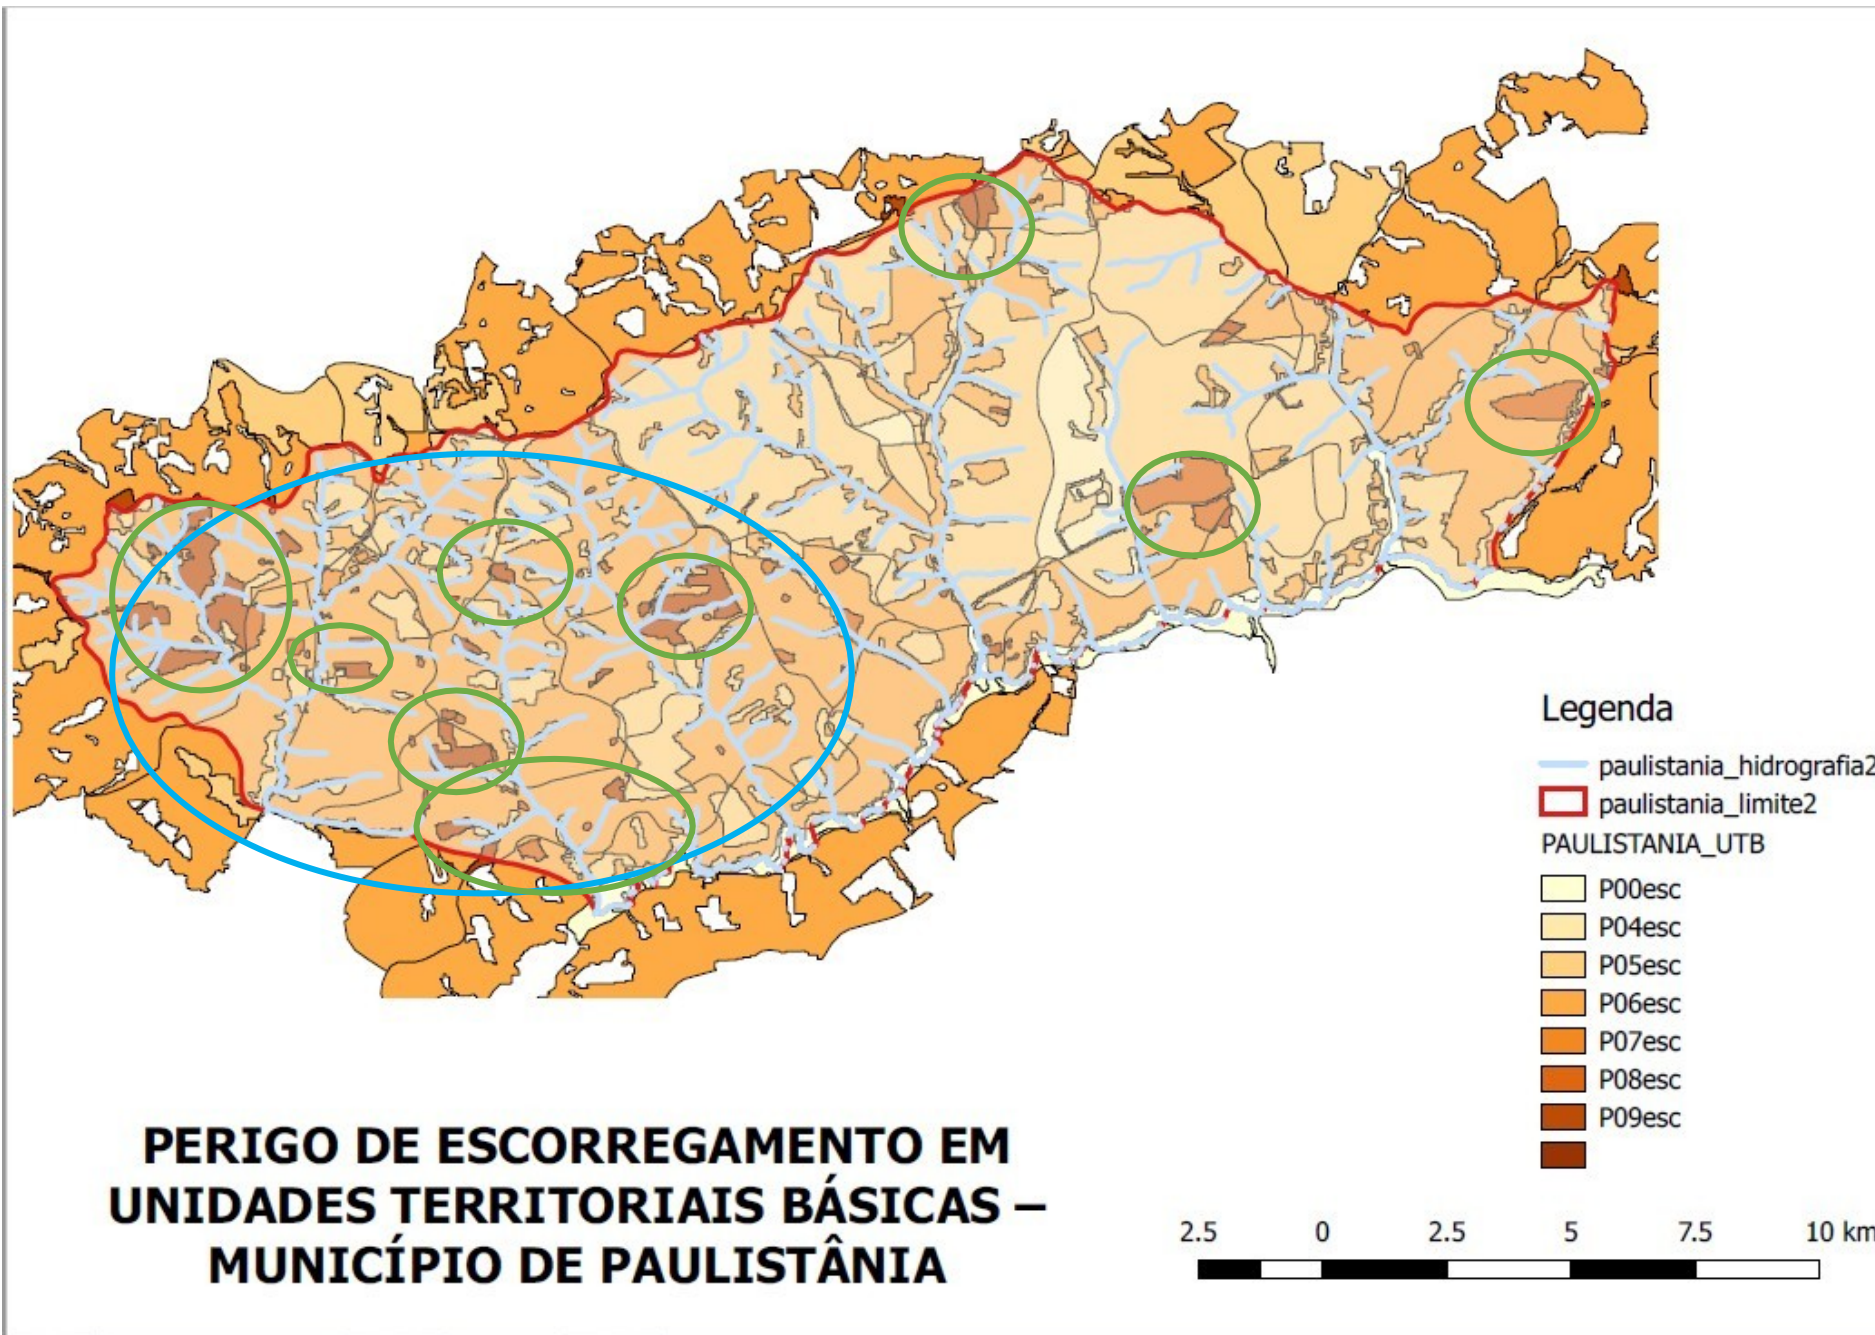 Legenda
paulistania_hidrografia2
paulistania_limite2
PAULISTANIA_UTB
P00esc
P04esc
P05esc
P06esc
P07esc
P08esc
P09esc
PERIGO DE ESCORREGAMENTO EM
UNIDADES TERRITORIAIS BÁSICAS –
MUNICÍPIO DE PAULISTÂNIA
2.5 0 2.5 5 7.5 10 km